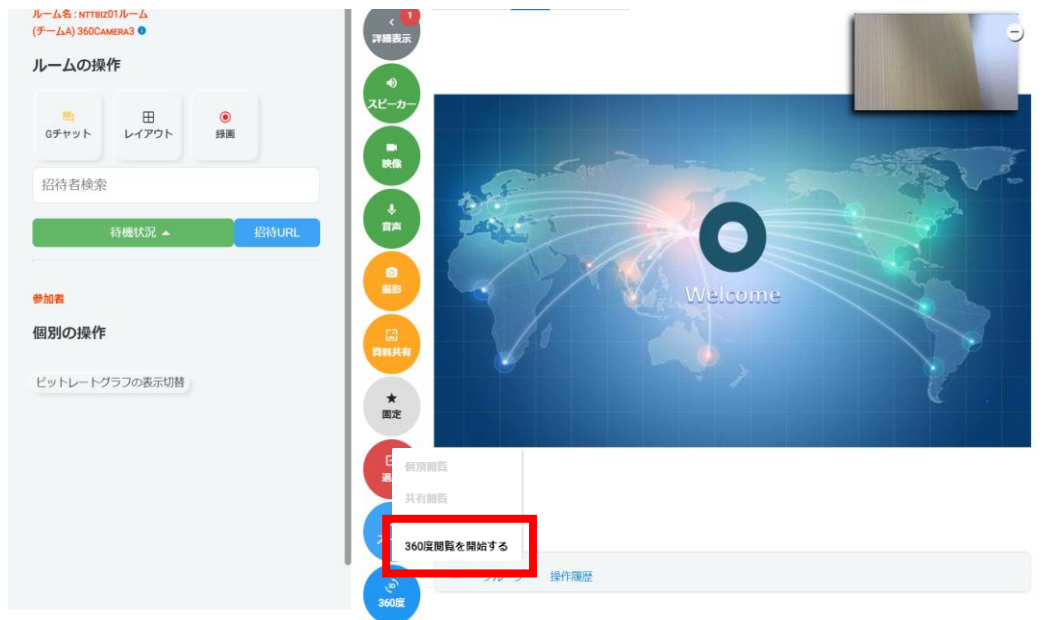 ルーム名 : NTTBIZ01ルーム
(チームA) 360CAMERA3
ルームの操作
Gチャット
レイアウト
録画
招待者検索
待機状況
招待URL
参加者
個別の操作
ビットレートグラフの表示切替
1
詳細表示
スピーカー
映像
音声
撮影
資料共有
固定
360度
Welcome
個別閲覧
共有閲覧
360度閲覧を開始する
操作履歴